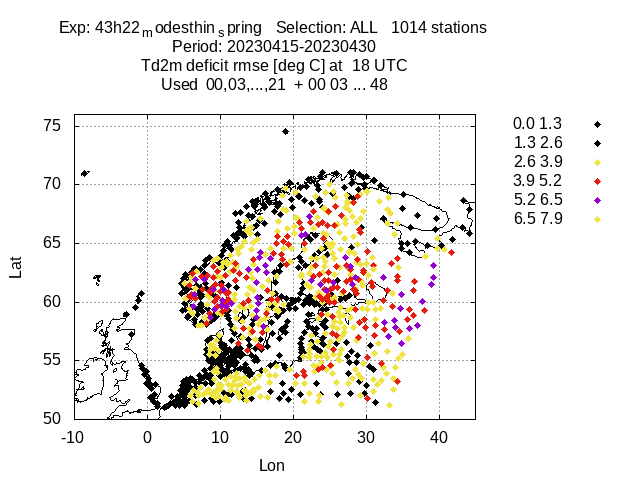 Exp: 43h22modesthinspring   Selection: ALL   1014 stations
Period: 20230415-20230430
Td2m deficit rmse [deg C] at  18 UTC
Used  00,03,...,21  + 00 03 ... 48
0.0 1.3
1.3 2.6
2.6 3.9
3.9 5.2
5.2 6.5
6.5 7.9
Lat
75
70
65
60
55
50
-10 0 10 20 30 40
Lon